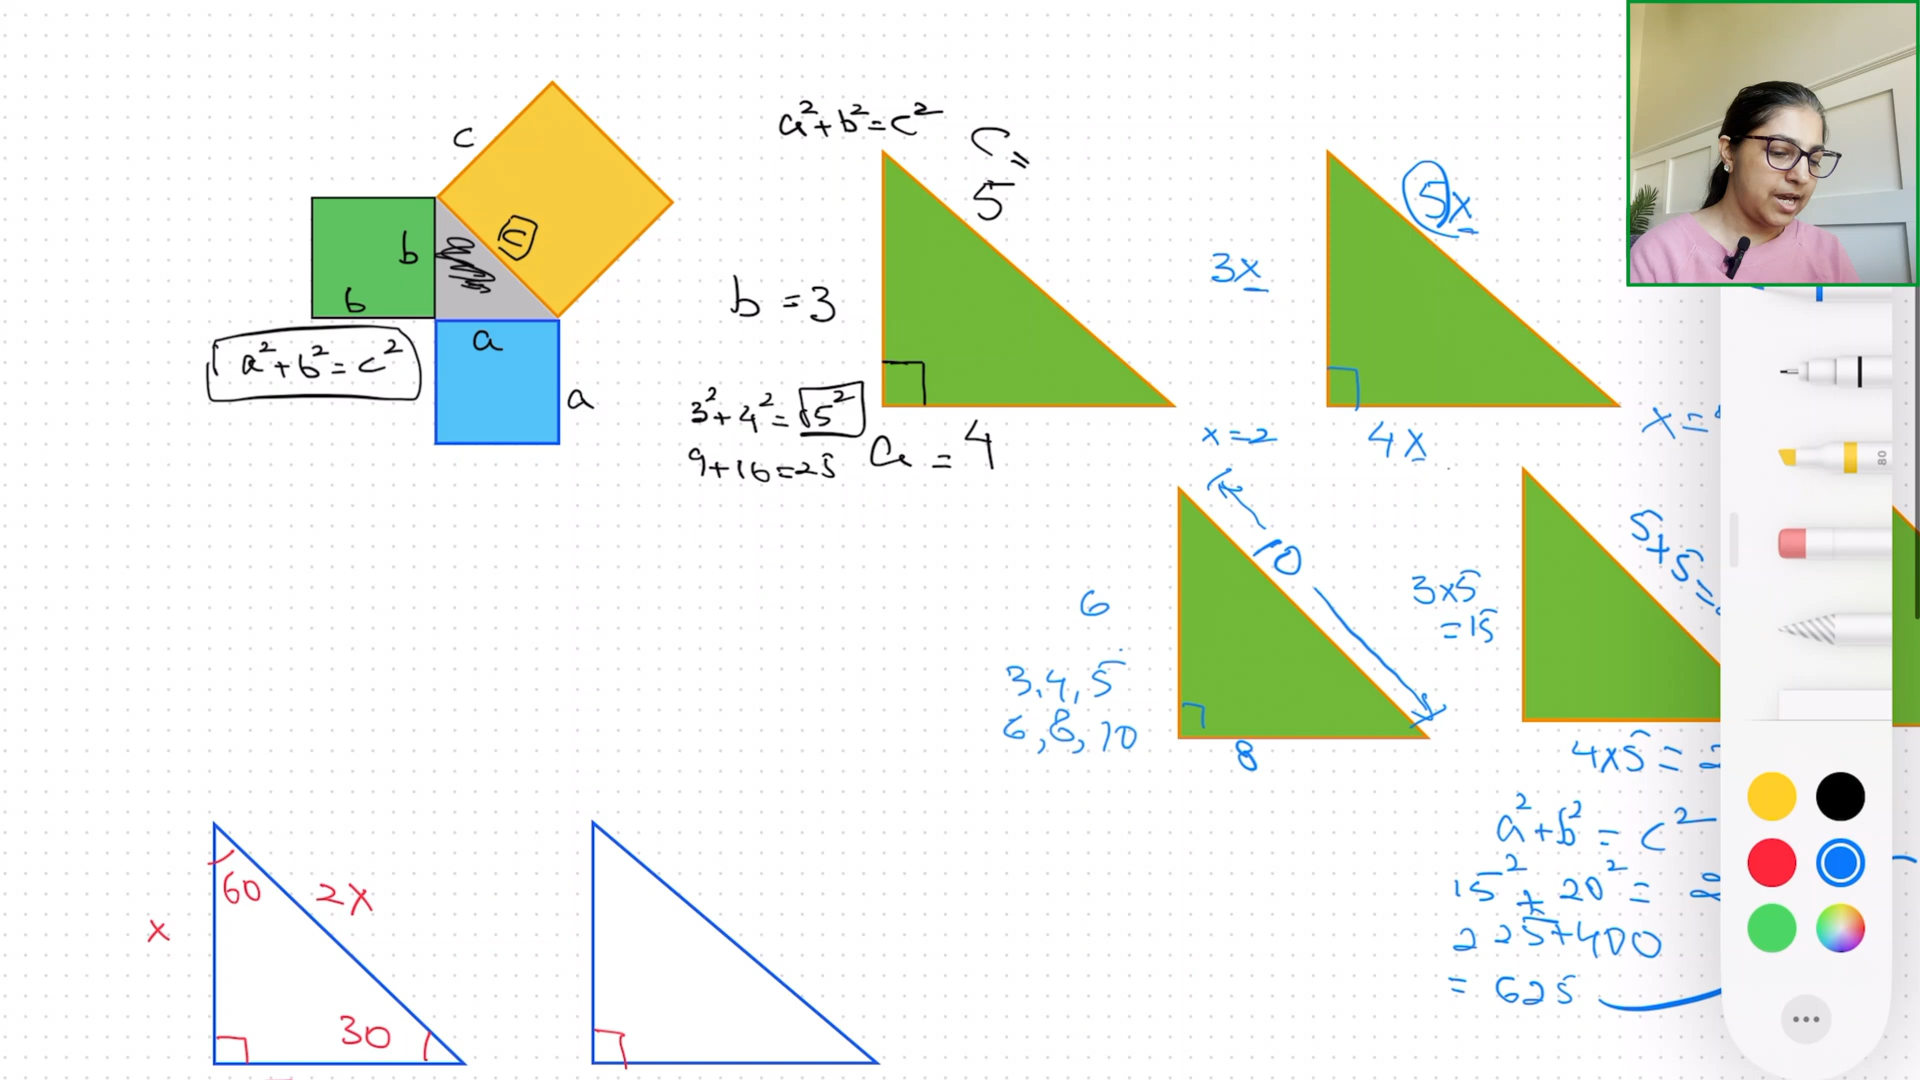 c
c
b
b
a
a
a²+b²=c²
a²+b²=c²
c =
5
b = 3
3²+4²=√5²
9+16=25
a = 4
5x
3x
4x
x=2
10
6
8
3,4,5
6,8,10
x=
3x5
=15
5x5=
4x5=
a²+b²=c²
15²+20²=
225+400
= 625
60
2x
x
30
80